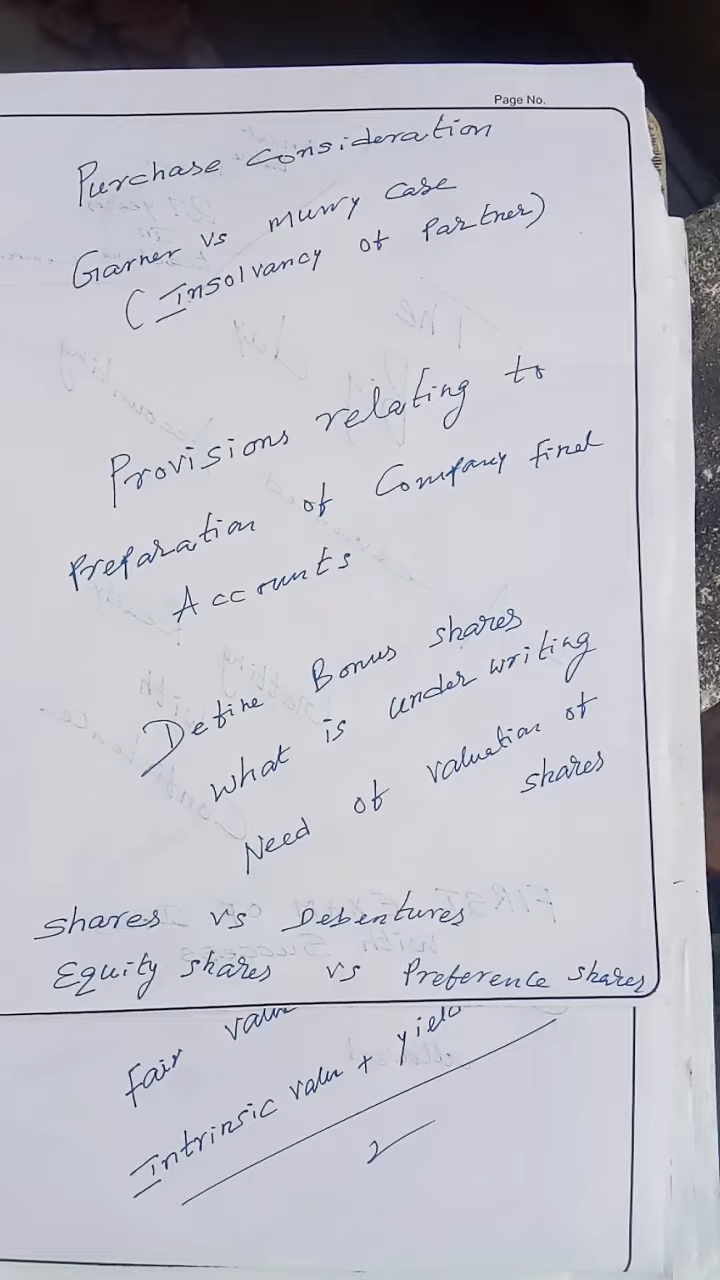 Page No.
Purchase Consideration
Garner vs Murry Case
(Insolvancy of Partner)
Provisions relating to
Preparation of Company final
Accounts
Define Bonus shares
What is under writing
Need of valuation of
shares
Shares vs Debentures
Equity shares vs Preference shares
Fair
Intrinsic value + yield
2